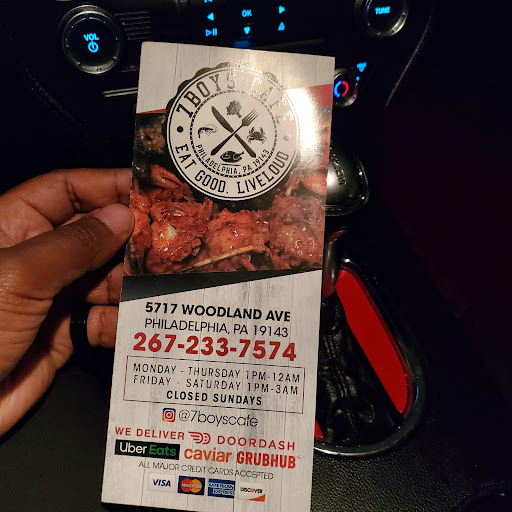 VOL
OK
TUNE
7BOYS CAFE
PHILADELPHIA, PA 19143
EAT GOOD. LIVELOUD
5717 WOODLAND AVE
PHILADELPHIA, PA 19143
267-233-7574
MONDAY - THURSDAY 1PM-12AM
FRIDAY - SATURDAY 1PM-3AM
CLOSED SUNDAYS
@7boyscafe
WE DELIVER DOORDASH
Uber Eats caviar GRUBHUB
ALL MAJOR CREDIT CARDS ACCEPTED
VISA MasterCard AMERICAN EXPRESS DISCOVER